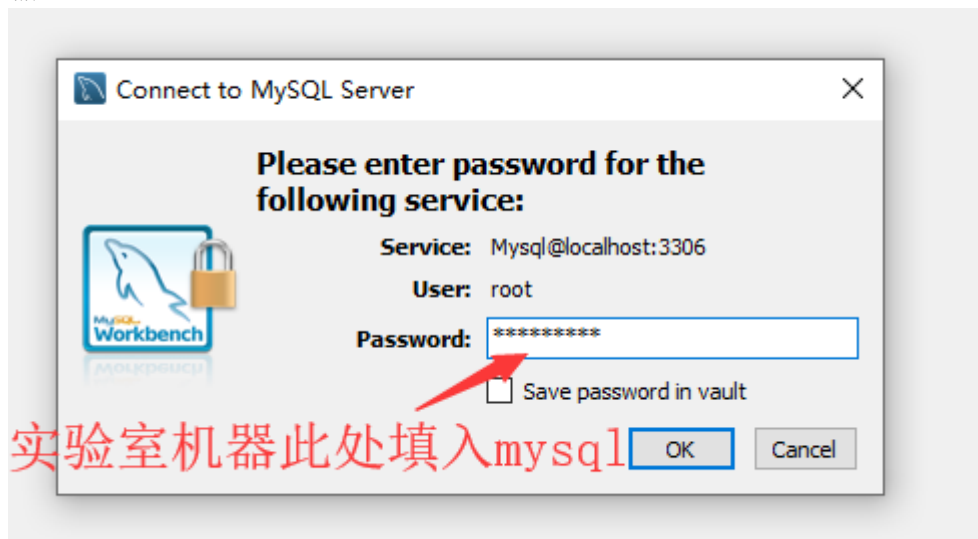 Connect to MySQL Server
Please enter password for the
following service:
Service: Mysql@localhost:3306
User: root
Password: *********
Save password in vault
MySQL
Workbench
实验室机器此处填入mysql
OK Cancel